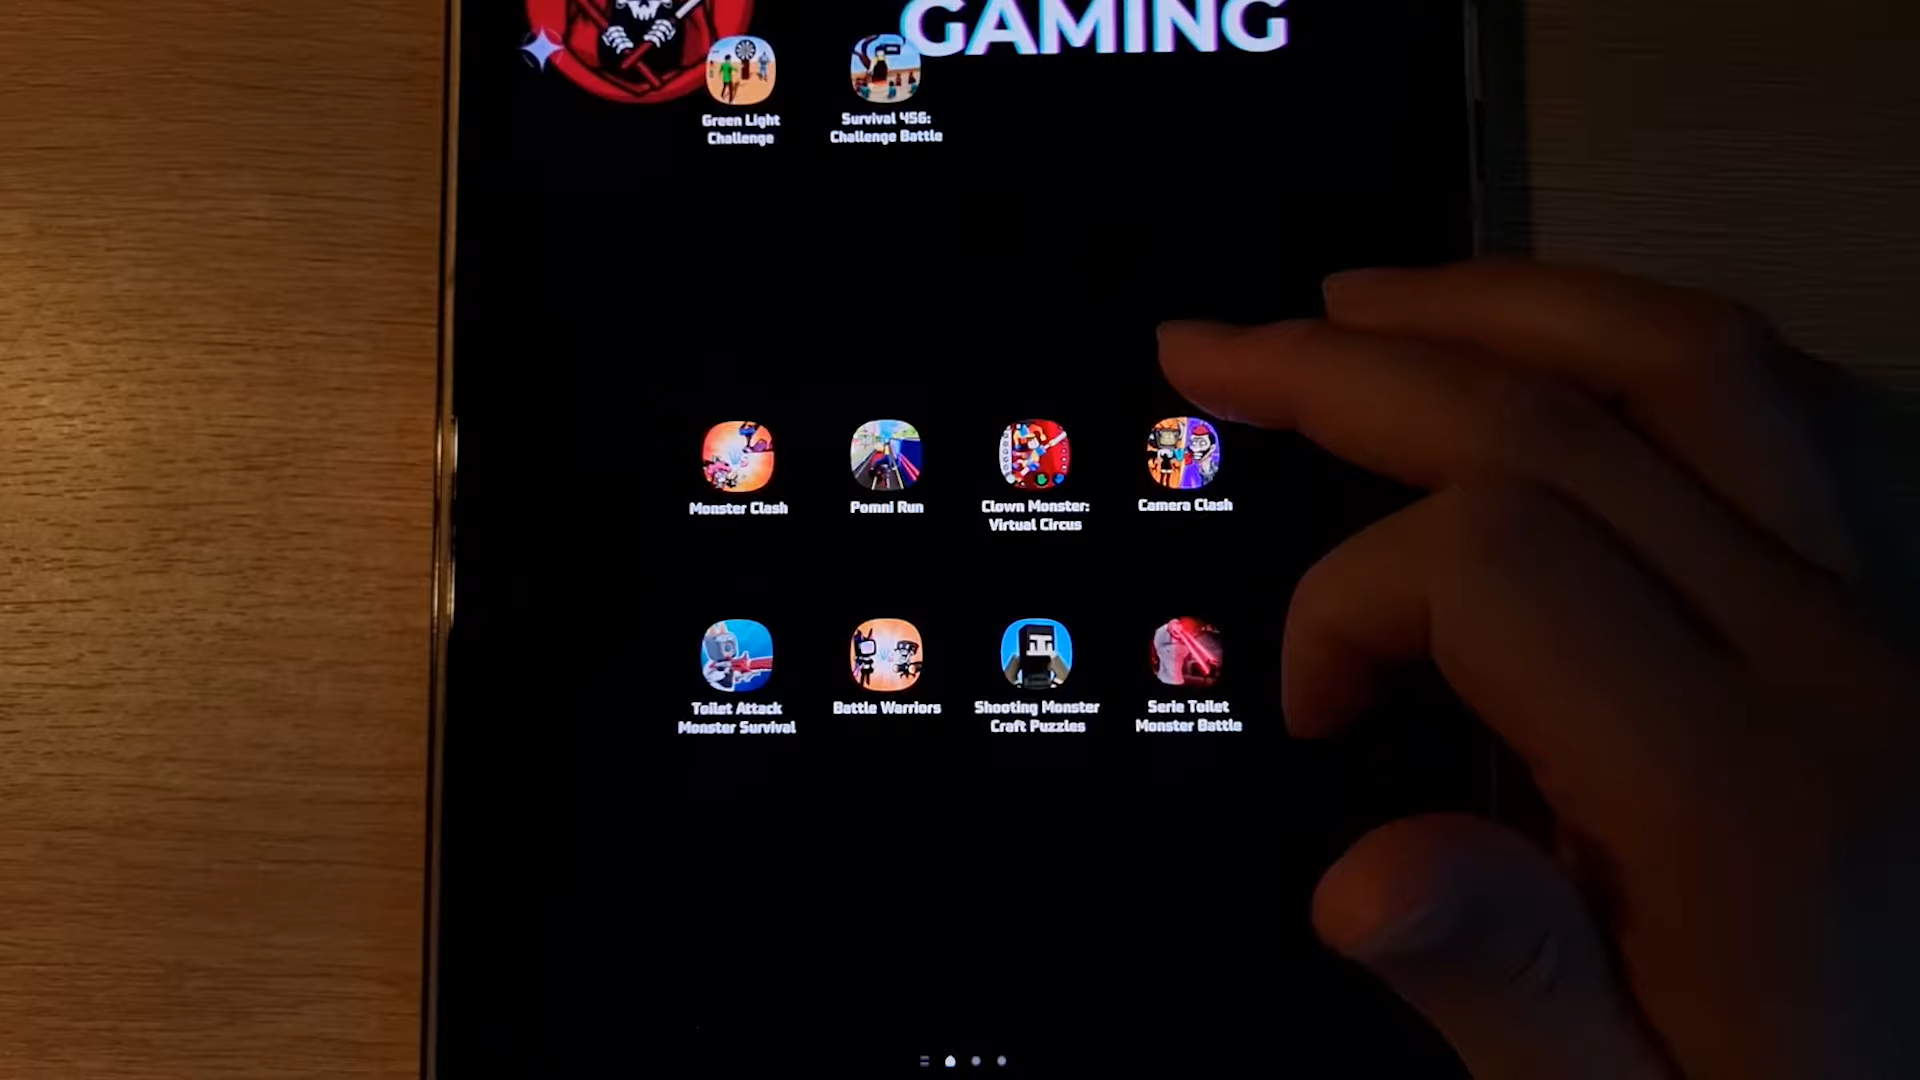 GAMING
Green Light
Challenge
Survival 456:
Challenge Battle
Monster Clash
Pomni Run
Clown Monster:
Virtual Circus
Camera Clash
Toilet Attack
Monster Survival
Battle Warriors
Shooting Monster
Craft Puzzles
Serie Toilet
Monster Battle